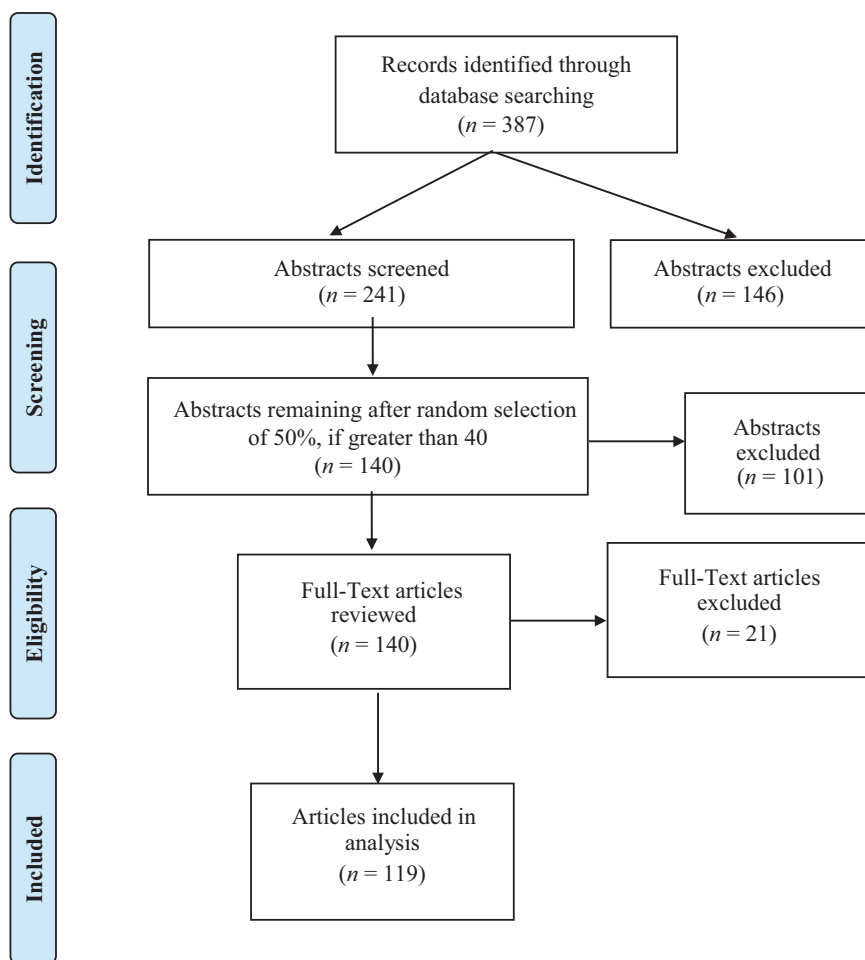 Identification
Records identified through
database searching
(n = 387)
Screening
Abstracts screened
(n = 241)
Abstracts excluded
(n = 146)
Abstracts remaining after random selection
of 50%, if greater than 40
(n = 140)
Abstracts
excluded
(n = 101)
Eligibility
Full-Text articles
reviewed
(n = 140)
Full-Text articles
excluded
(n = 21)
Included
Articles included in
analysis
(n = 119)